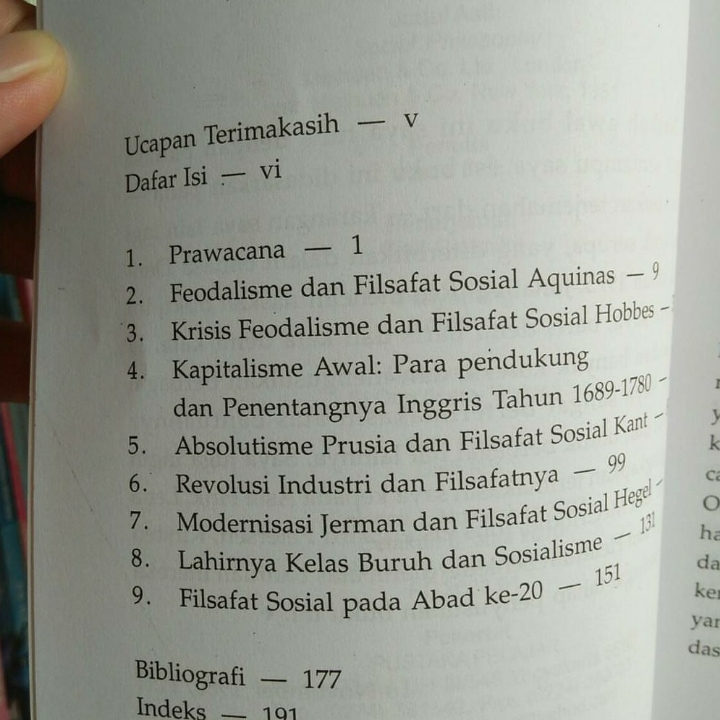 Ucapan Terimakasih — v
Dafar Isi — vi
1. Prawacana — 1
2. Feodalisme dan Filsafat Sosial Aquinas — 9
3. Krisis Feodalisme dan Filsafat Sosial Hobbes –
4. Kapitalisme Awal: Para pendukung
dan Penentangnya Inggris Tahun 1689-1780 –
5. Absolutisme Prusia dan Filsafat Sosial Kant –
6. Revolusi Industri dan Filsafatnya — 99
7. Modernisasi Jerman dan Filsafat Sosial Hegel -
8. Lahirnya Kelas Buruh dan Sosialisme — 131
9. Filsafat Sosial pada Abad ke-20 — 151
Bibliografi — 177
Indeks — 191